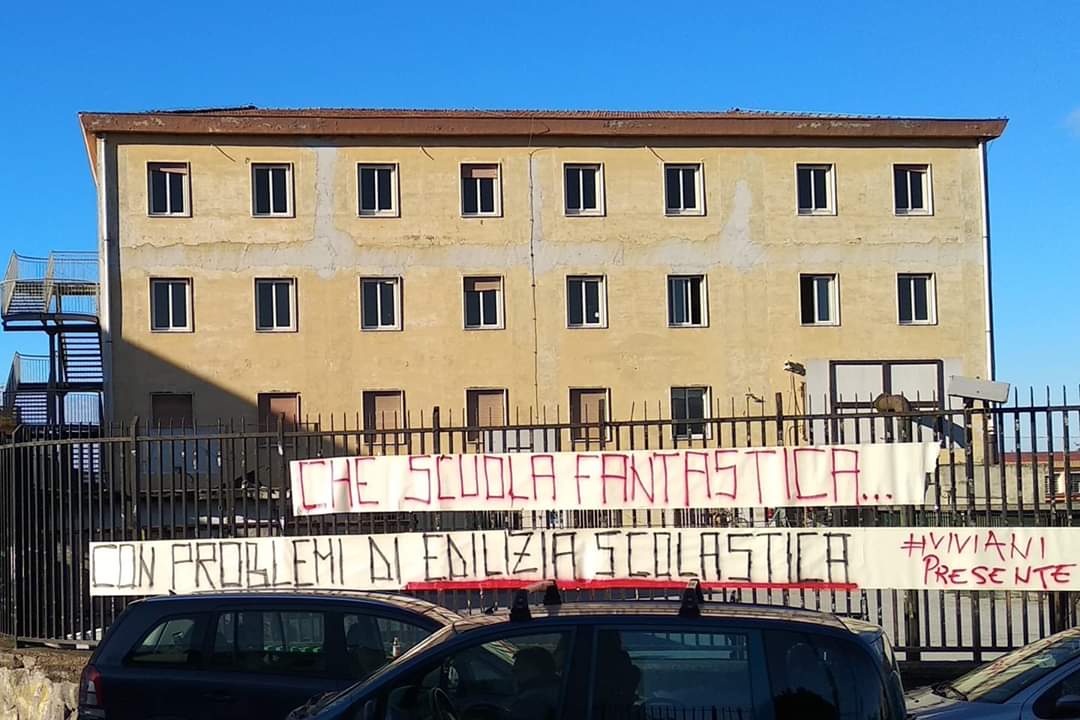 CHE SCUOLA FANTASTICA...
CON PROBLEMI DI EDILIZIA SCOLASTICA
#VIVIANI
PRESENTE